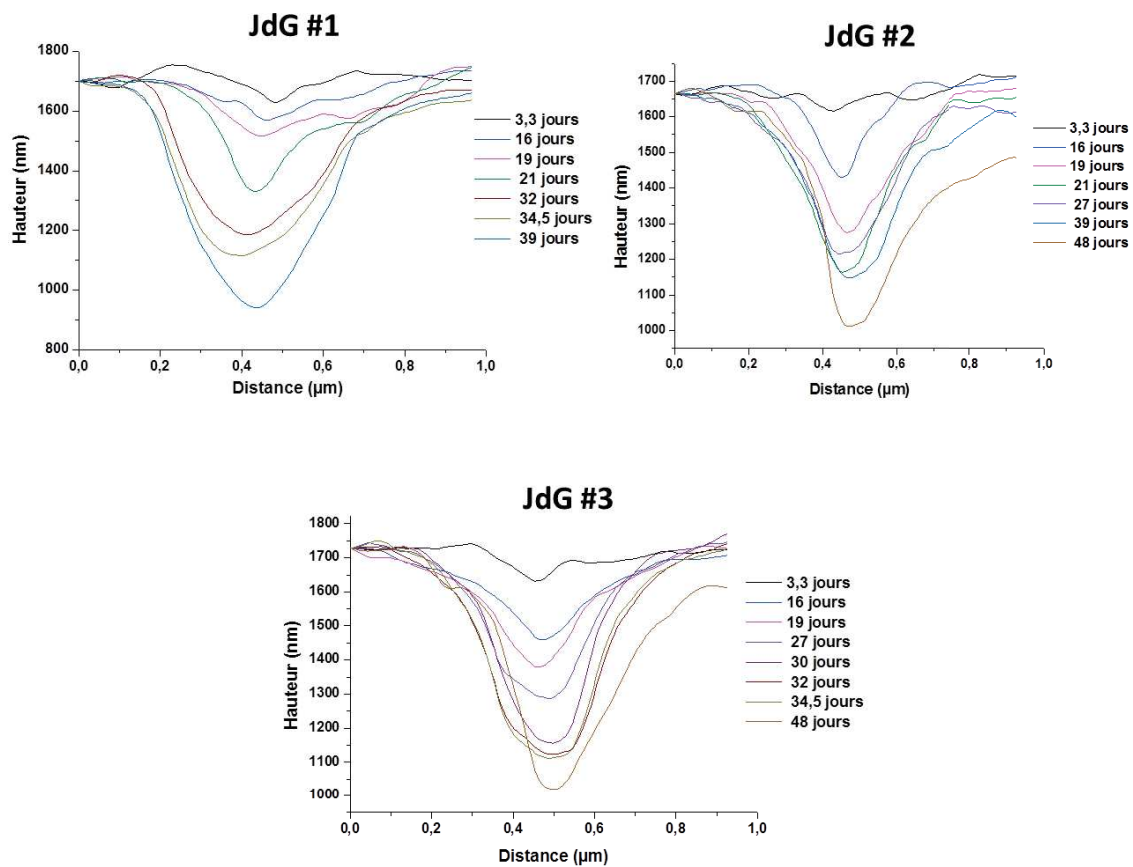 JdG #1
1800
1600
1400
1200
1000
800
Hauteur (nm)
0,0 0,2 0,4 0,6 0,8 1,0
Distance (µm)
3,3 jours
16 jours
19 jours
21 jours
32 jours
34,5 jours
39 jours
JdG #2
1700
1600
1500
1400
1300
1200
1100
1000
Hauteur (nm)
0,0 0,2 0,4 0,6 0,8 1,0
Distance (µm)
3,3 jours
16 jours
19 jours
21 jours
27 jours
39 jours
48 jours
JdG #3
1800
1700
1600
1500
1400
1300
1200
1100
1000
Hauteur (nm)
0,0 0,2 0,4 0,6 0,8 1,0
Distance (µm)
3,3 jours
16 jours
19 jours
27 jours
30 jours
32 jours
34,5 jours
48 jours